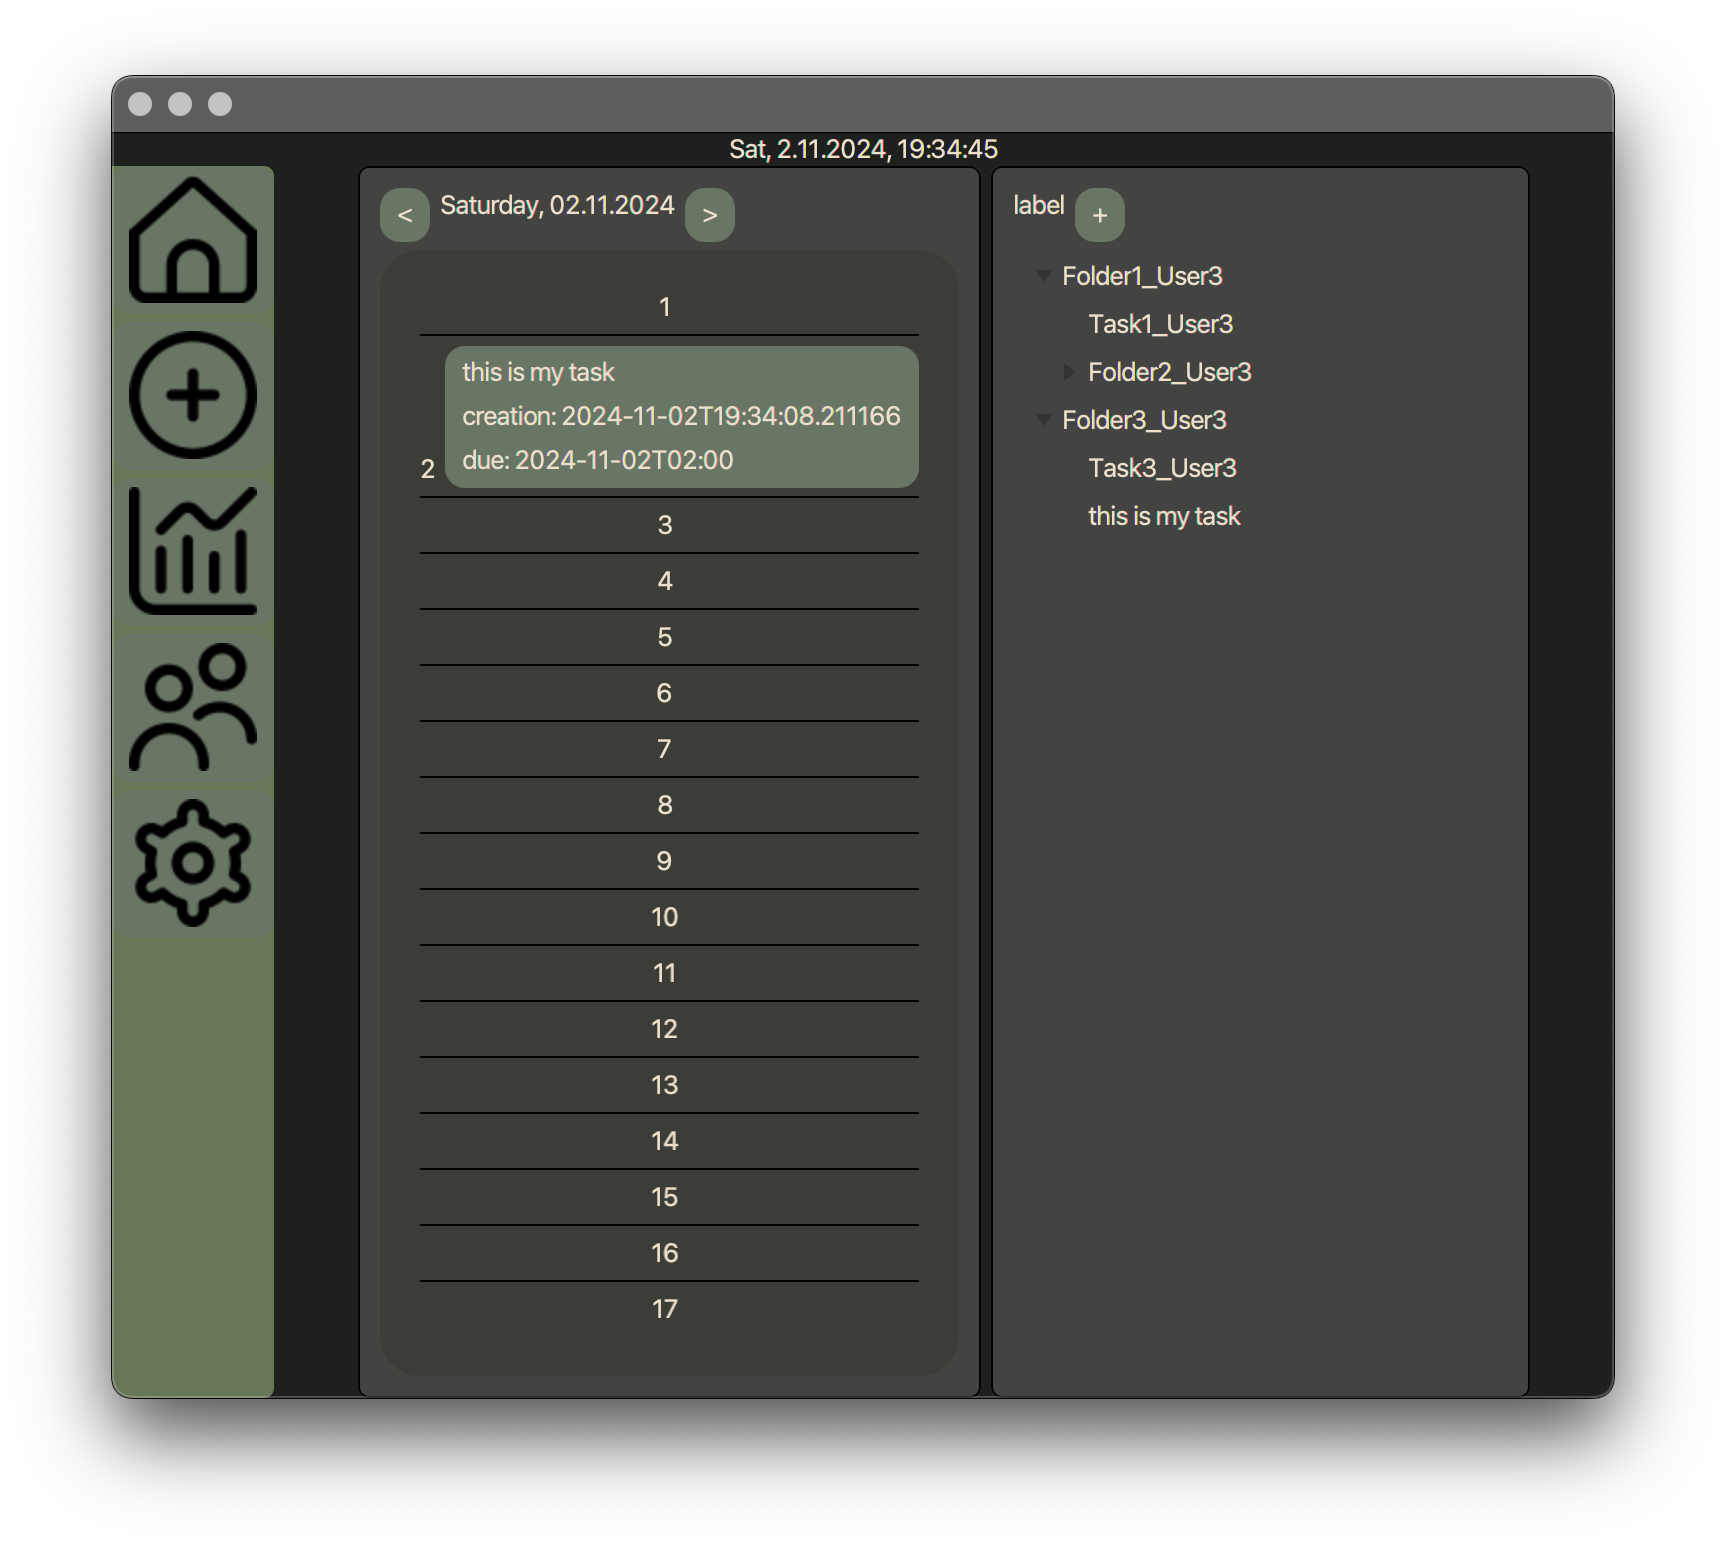 Sat, 2.11.2024, 19:34:45
<
Saturday, 02.11.2024
>
1
this is my task
creation: 2024-11-02T19:34:08.211166
due: 2024-11-02T02:00
2
3
4
5
6
7
8
9
10
11
12
13
14
15
16
17
label
+
Folder1_User3
Task1_User3
Folder2_User3
Folder3_User3
Task3_User3
this is my task